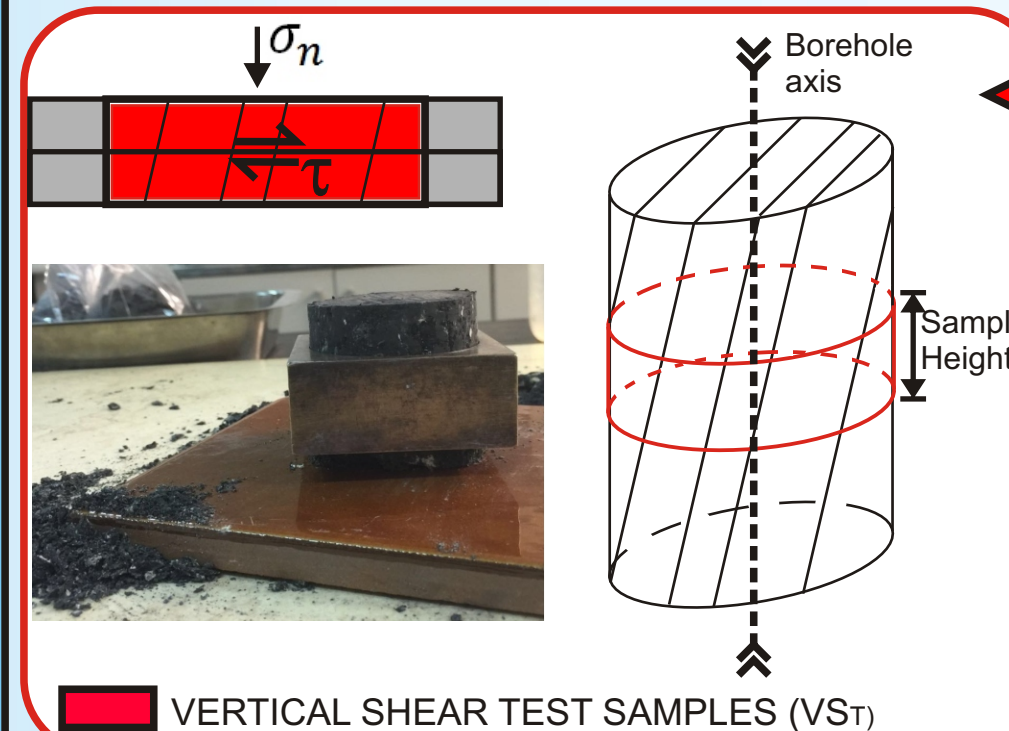 σn
τ
Borehole
axis
Sampl
Height
VERTICAL SHEAR TEST SAMPLES (VST)